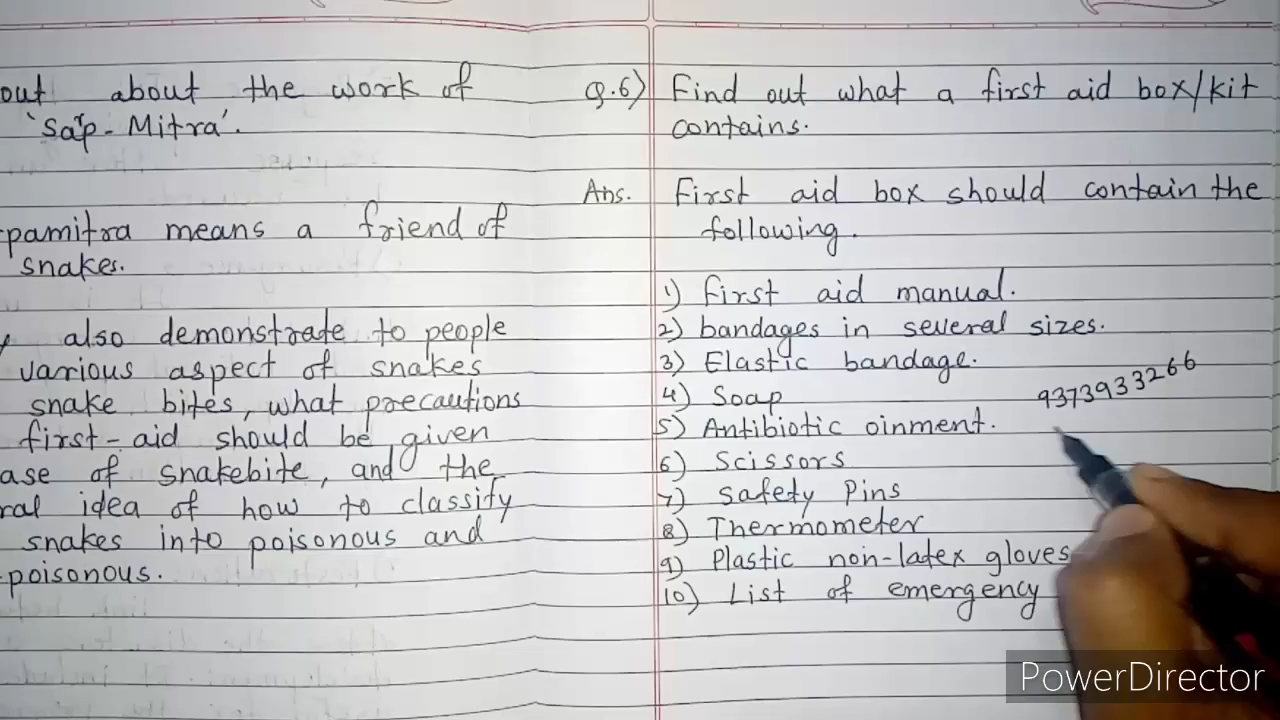 out about the work of
'Sarp-Mitra'.
pamitra means a friend of
snakes.
also demonstrate to people
various aspect of snakes
snake bites, what precautions
first-aid should be given
ase of snakebite, and the
ral idea of how to classify
snakes into poisonous and
-poisonous.
Q.6) Find out what a first aid box/kit
contains.
Ans. First aid box should contain the
following.
1) First aid manual.
2) bandages in several sizes.
3) Elastic bandage.
4) Soap
9373933266
5) Antibiotic oinment.
6) Scissors
7) Safety Pins
8) Thermometer
9) Plastic non-latex gloves
10) List of emergency
PowerDirector